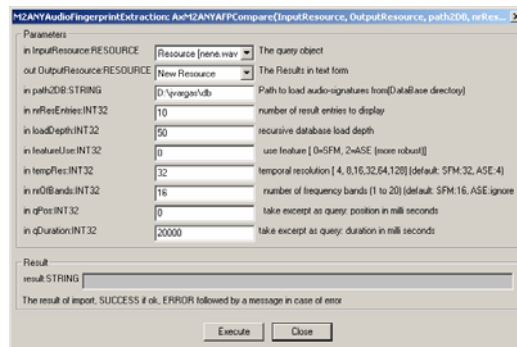 M2ANYAudioFingerprintExtraction: AxM2ANYAFPCompare(InputResource, OutputResource, path2DB, nrRes...
Parameters
in InputResource:RESOURCE Resource [nene.wav The query object
out OutputResource:RESOURCE New Resource The Results in text form
in path2DB:STRING D:\jvargas\db Path to load audio-signatures from(DataBase directory)
in nrResEntries:INT32 10 number of result entries to display
in loadDepth:INT32 50 recursive database load depth
in featureUse:INT32 0 use feature [ 0=SFM, 2=ASE (more robust)]
in tempRes:INT32 32 temporal resolution [ 4, 8,16,32,64,128] (default: SFM:32, ASE:4)
in nrOfBands:INT32 16 number of frequency bands (1 to 20) (default: SFM:16, ASE:ignore
in qPos:INT32 0 take excerpt as query: position in milli seconds
in qDuration:INT32 20000 take excerpt as query: duration in milli seconds
Result
result:STRING
The result of import, SUCCESS if ok, ERROR followed by a message in case of error
Execute Close